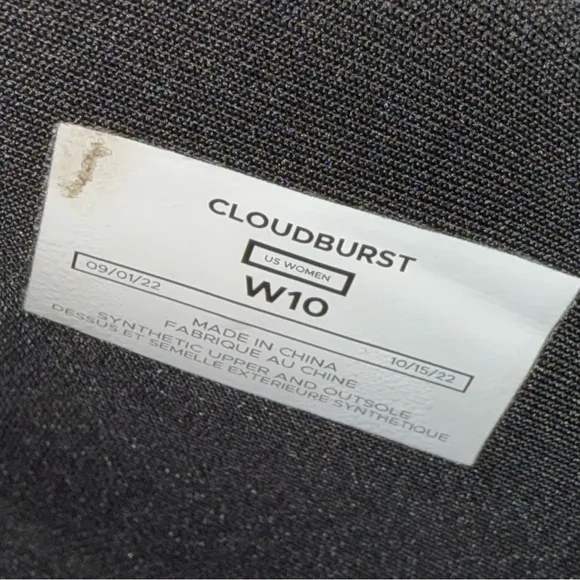 CLOUDBURST
US WOMEN
W10
09/01/22 10/15/22
MADE IN CHINA
FABRIQUE AU CHINE
SYNTHETIC UPPER AND OUTSOLE
DESSUS ET SEMELLE EXTERIEURE SYNTHETIQUE